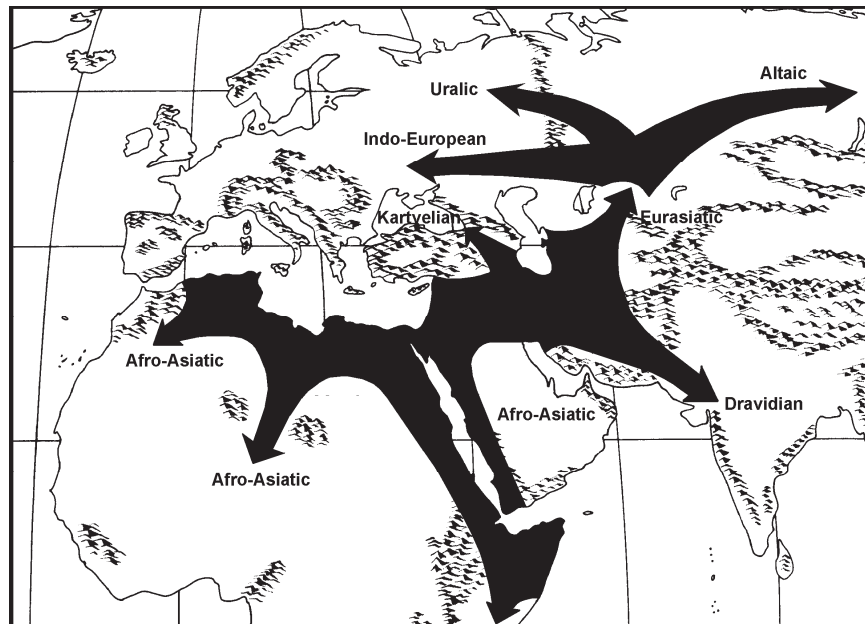 Altaic
Uralic
Indo-European
Kartvelian
Eurasiatic
Afro-Asiatic
Dravidian
Afro-Asiatic
Afro-Asiatic